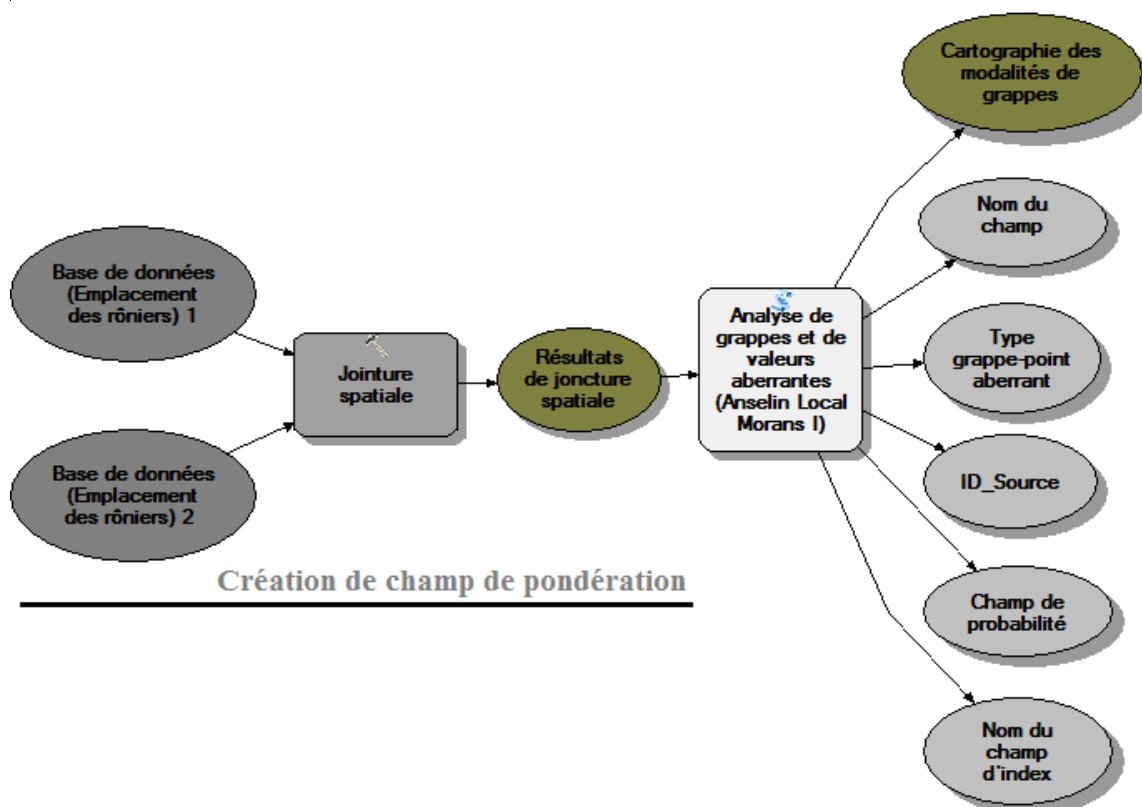 Base de données
(Emplacement
des rôniers) 1
Base de données
(Emplacement
des rôniers) 2
Jointure
spatiale
Résultats
de joncture
spatiale
Analyse de
grappes et de
valeurs
aberrantes
(Anselin Local
Morans I)
Cartographie des
modalités de
grappes
Nom du
champ
Type
grappe-point
aberrant
ID_Source
Champ de
probabilité
Nom du
champ
d'index
Création de champ de pondération